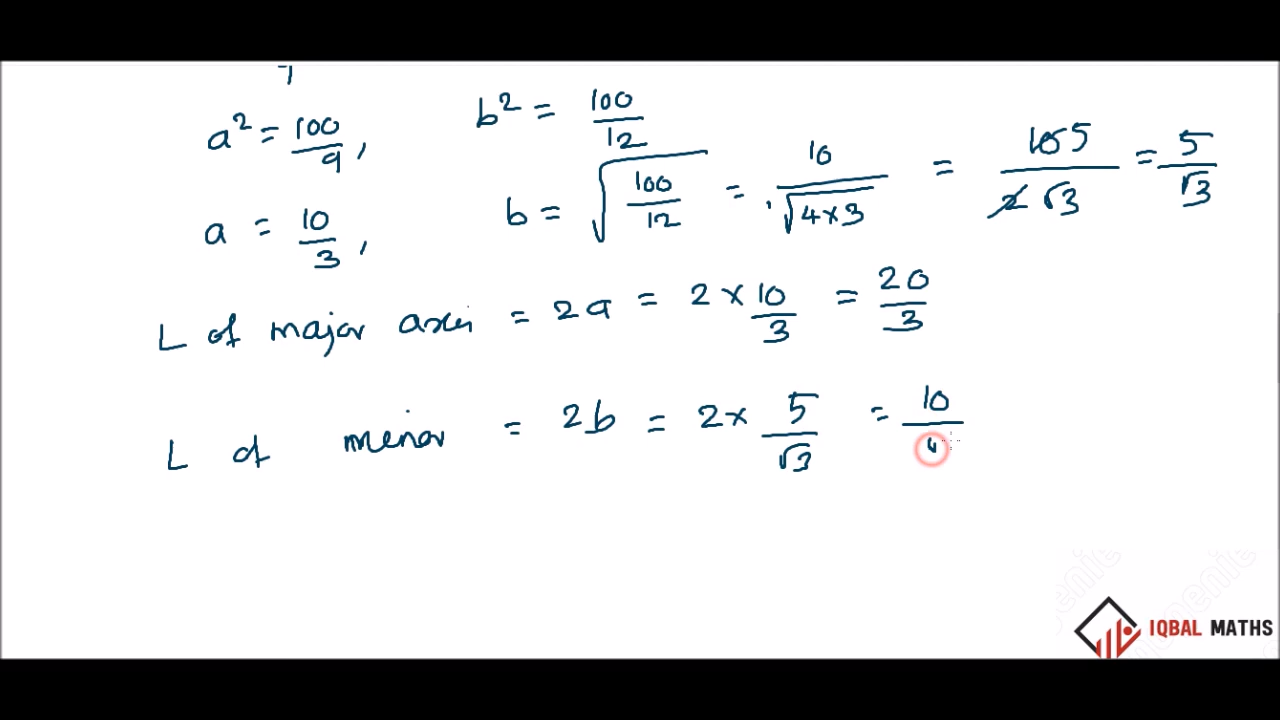 a² = 100/9 ,
b² = 100/12
a = 10/3 ,
b = √(100/12) = 10/√(4×3) = 10 5/2√3 = 5/√3
L of major axis = 2a = 2 × 10/3 = 20/3
L of minor = 2b = 2× 5/√3 = 10/
IQBAL MATHS